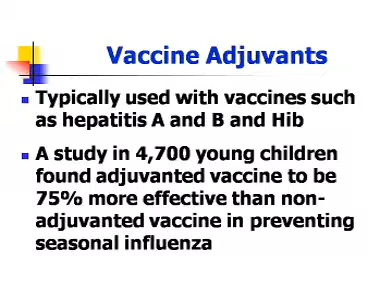 Vaccine Adjuvants
Typically used with vaccines such
as hepatitis A and B and Hib
A study in 4,700 young children
found adjuvanted vaccine to be
75% more effective than non-
adjuvanted vaccine in preventing
seasonal influenza